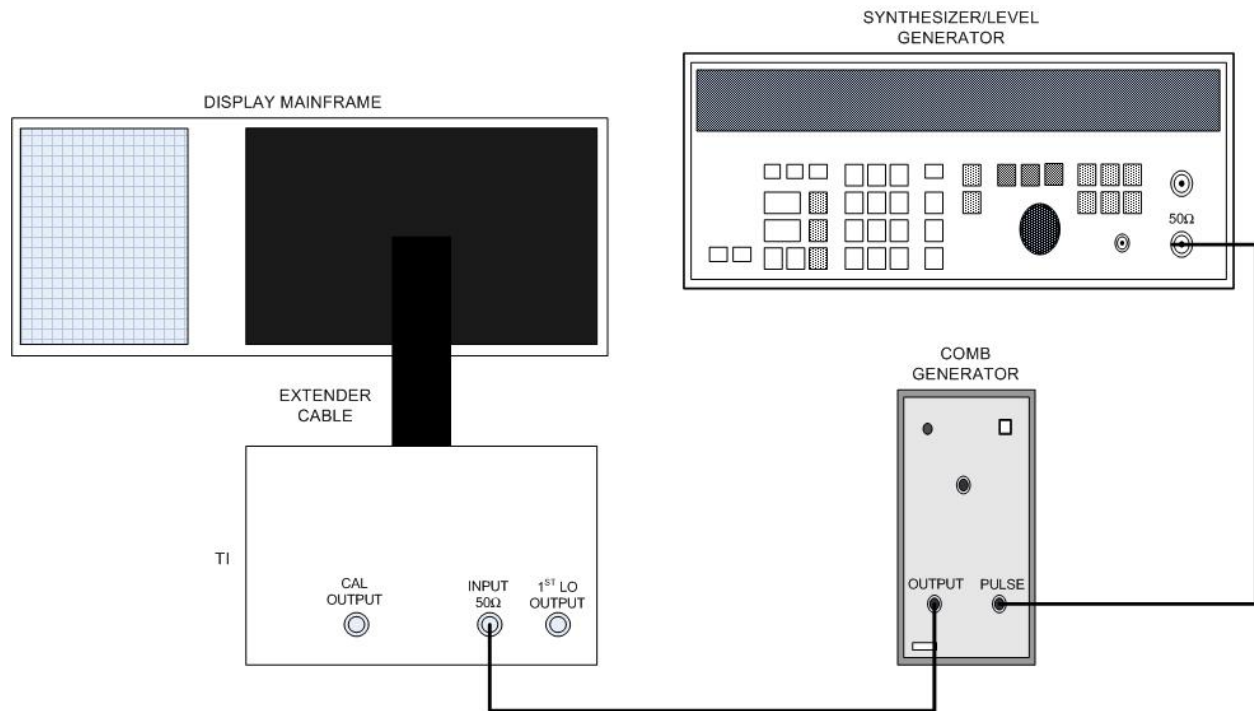 SYNTHESIZER/LEVEL
GENERATOR
DISPLAY MAINFRAME
50Ω
EXTENDER
CABLE
COMB
GENERATOR
TI
CAL
OUTPUT
INPUT
50Ω
1ST LO
OUTPUT
OUTPUT
PULSE